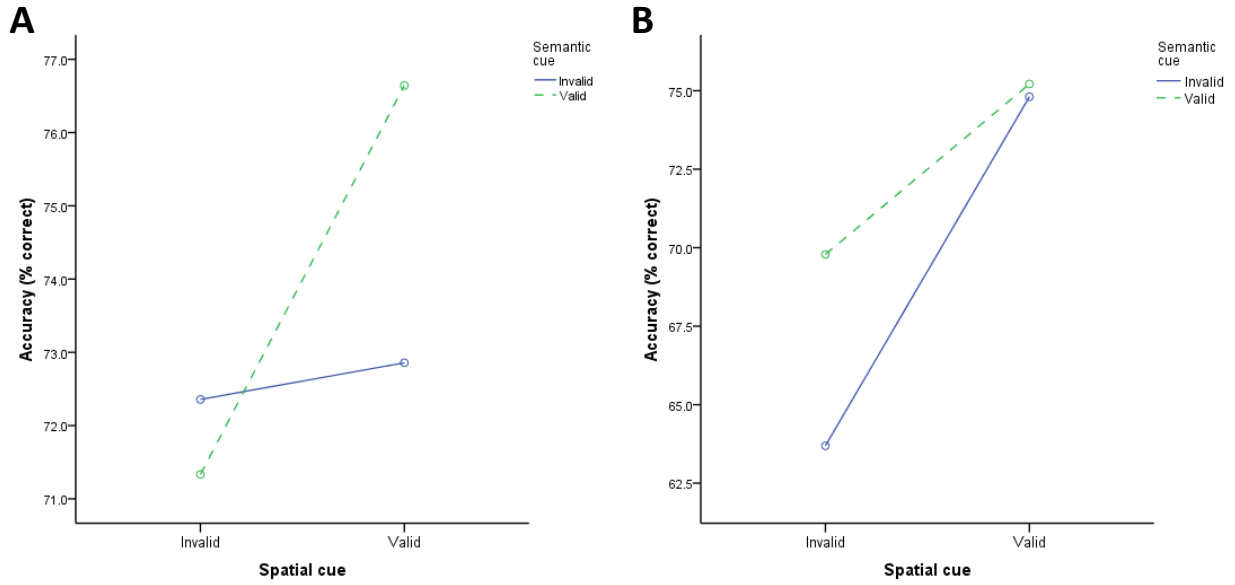 A
Accuracy (% correct)
77.0
76.0
75.0
74.0
73.0
72.0
71.0
Invalid
Valid
Spatial cue
Semantic
cue
Invalid
Valid
B
Accuracy (% correct)
75.0
72.5
70.0
67.5
65.0
62.5
Invalid
Valid
Spatial cue
Semantic
cue
Invalid
Valid